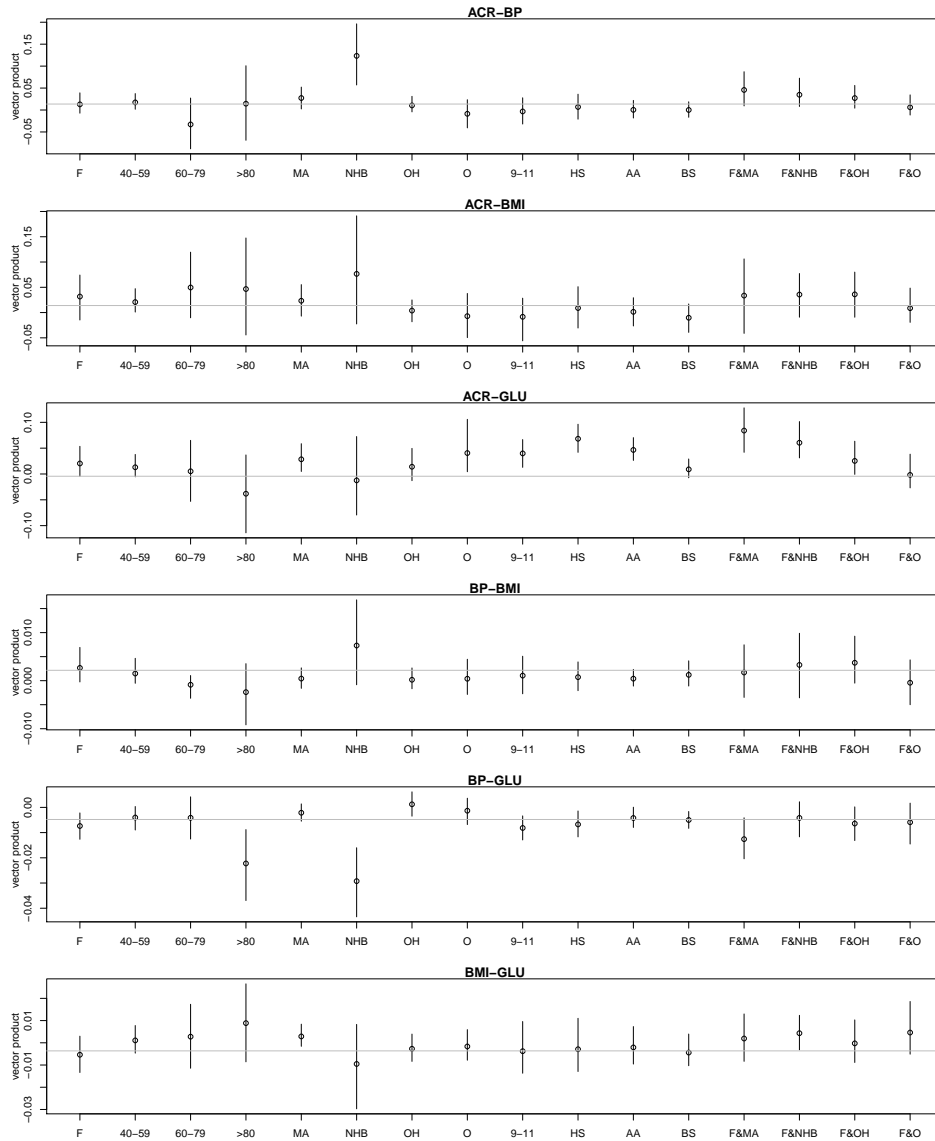 ACR−BP
vector product
−0.05 0.05 0.15
F 40−59 60−79 >80 MA NHB OH O 9−11 HS AA BS F&MA F&NHB F&OH F&O
ACR−BMI
vector product
−0.05 0.05 0.15
F 40−59 60−79 >80 MA NHB OH O 9−11 HS AA BS F&MA F&NHB F&OH F&O
ACR−GLU
vector product
−0.10 0.00 0.10
F 40−59 60−79 >80 MA NHB OH O 9−11 HS AA BS F&MA F&NHB F&OH F&O
BP−BMI
vector product
−0.010 0.000 0.010
F 40−59 60−79 >80 MA NHB OH O 9−11 HS AA BS F&MA F&NHB F&OH F&O
BP−GLU
vector product
−0.04 −0.02 0.00
F 40−59 60−79 >80 MA NHB OH O 9−11 HS AA BS F&MA F&NHB F&OH F&O
BMI−GLU
vector product
−0.03 −0.01 0.01
F 40−59 60−79 >80 MA NHB OH O 9−11 HS AA BS F&MA F&NHB F&OH F&O